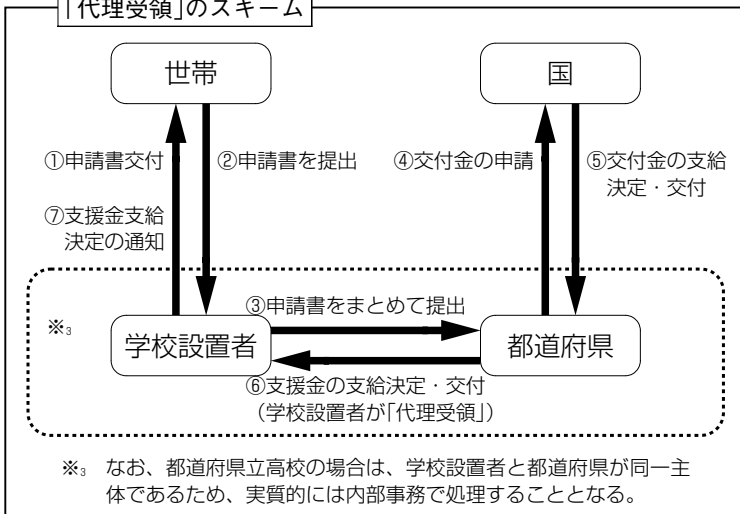 「代理受領」のスキーム
世帯
国
①申請書交付
②申請書を提出
④交付金の申請
⑤交付金の支給
決定・交付
⑦支援金支給
決定の通知
③申請書をまとめて提出
※3
学校設置者
都道府県
⑥支援金の支給決定・交付
（学校設置者が「代理受領」）
※3 なお、都道府県立高校の場合は、学校設置者と都道府県が同一主
体であるため、実質的には内部事務で処理することとなる。